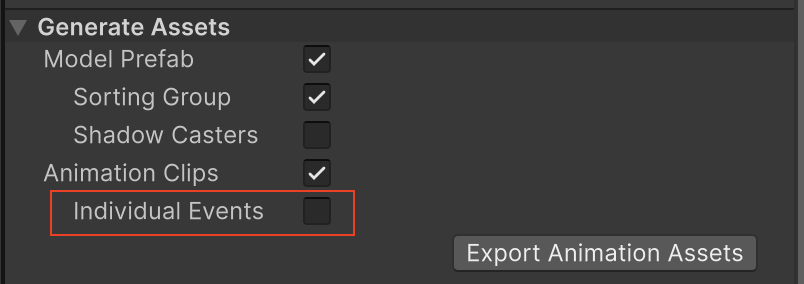 Generate Assets
Model Prefab
Sorting Group
Shadow Casters
Animation Clips
Individual Events
Export Animation Assets